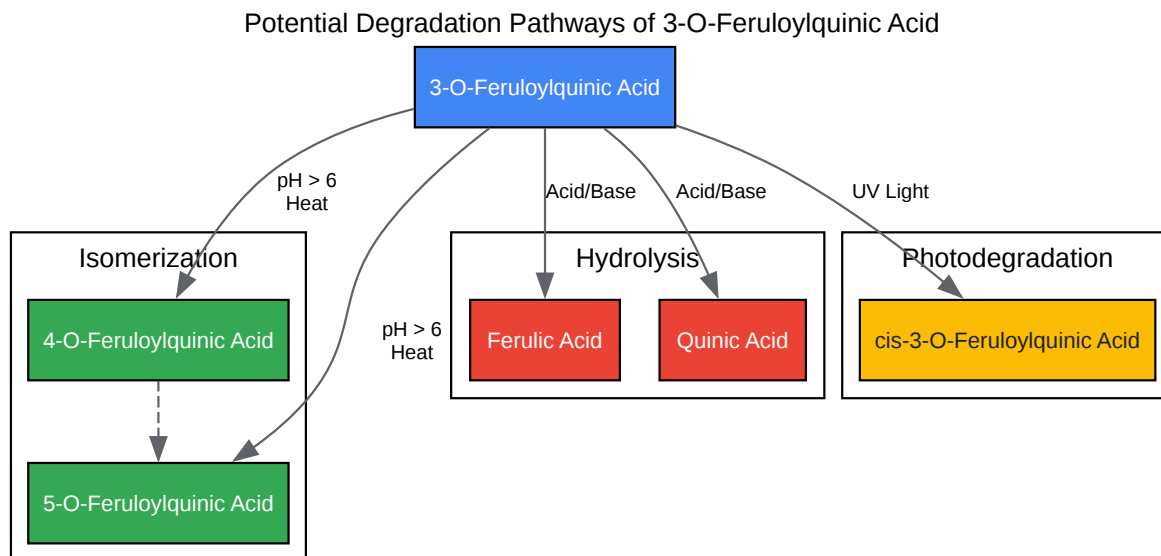 Potential Degradation Pathways of 3-O-Feruloylquinic Acid
3-O-Feruloylquinic Acid
pH > 6
Heat
Acid/Base
Acid/Base
UV Light
Isomerization
Hydrolysis
Photodegradation
4-O-Feruloylquinic Acid
pH > 6
Heat
Ferulic Acid
Quinic Acid
cis-3-O-Feruloylquinic Acid
5-O-Feruloylquinic Acid